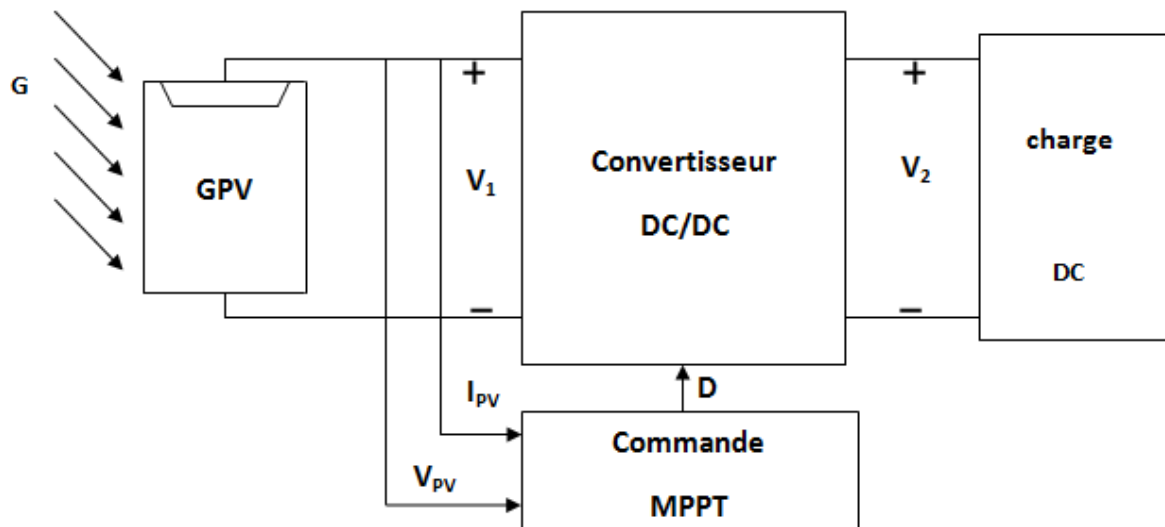 G
GPV
+
V1
−
Convertisseur
DC/DC
+
V2
−
charge
DC
IPV
D
VPV
Commande
MPPT